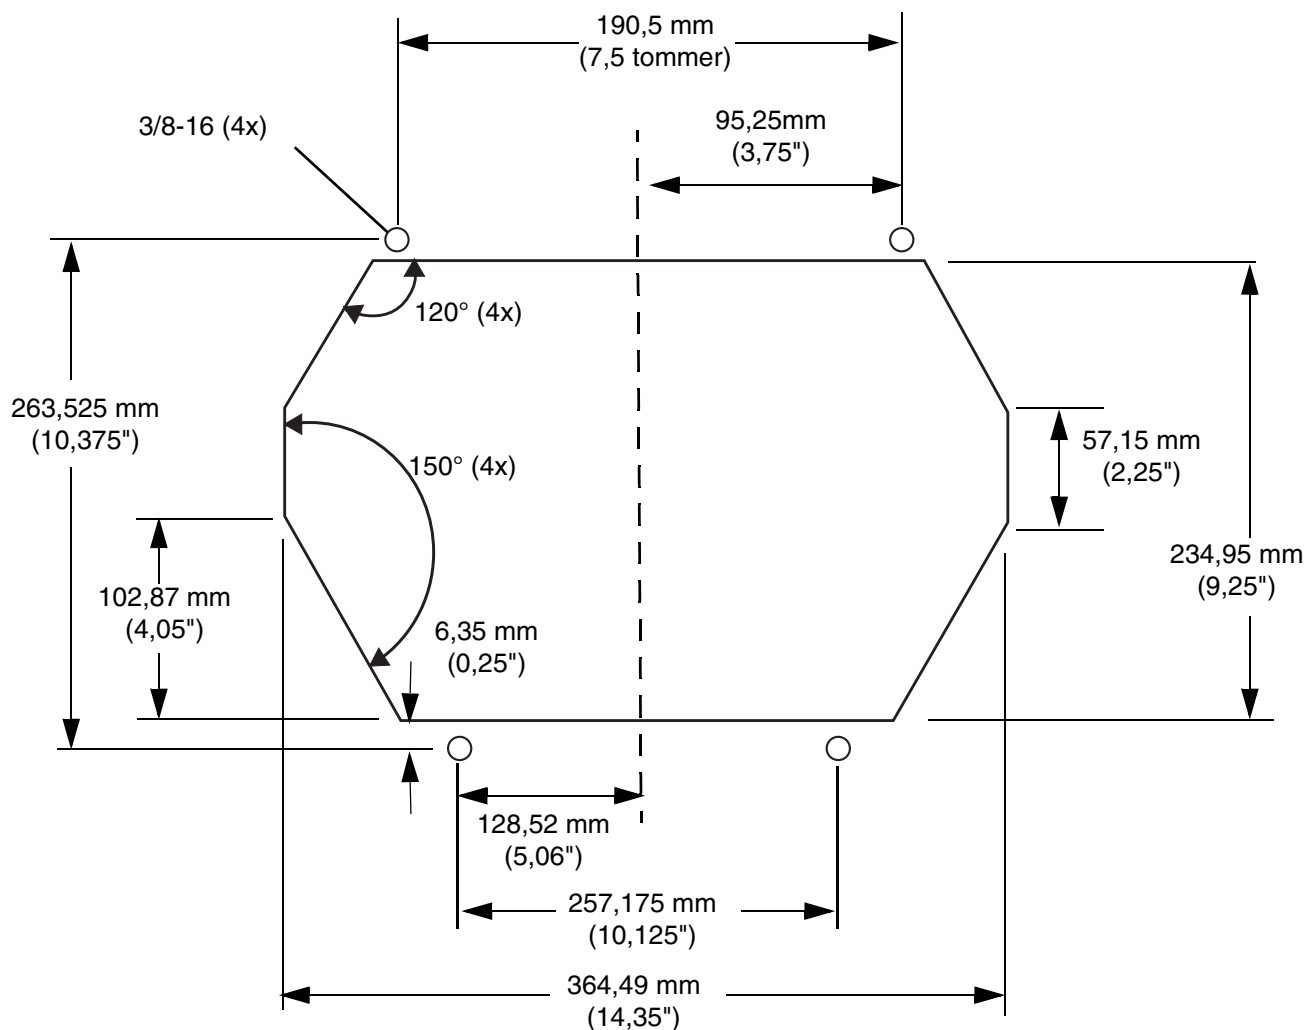 190,5 mm
(7,5 tommer)
3/8-16 (4x)
95,25mm
(3,75")
120° (4x)
263,525 mm
(10,375")
150° (4x)
57,15 mm
(2,25")
234,95 mm
(9,25")
102,87 mm
(4,05")
6,35 mm
(0,25")
128,52 mm
(5,06")
257,175 mm
(10,125")
364,49 mm
(14,35")